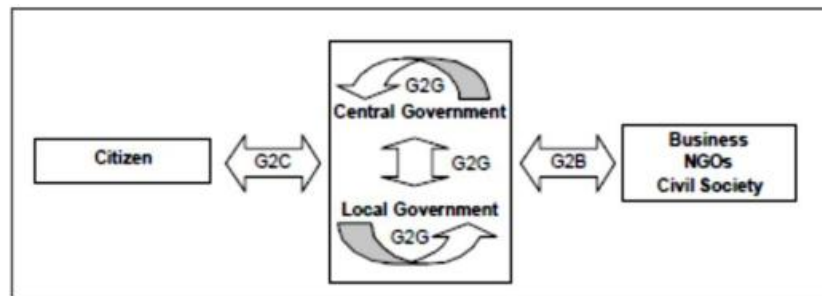 G2G
Central Government
Citizen
G2C
G2G
G2B
Business
NGOs
Civil Society
Local Government
G2G